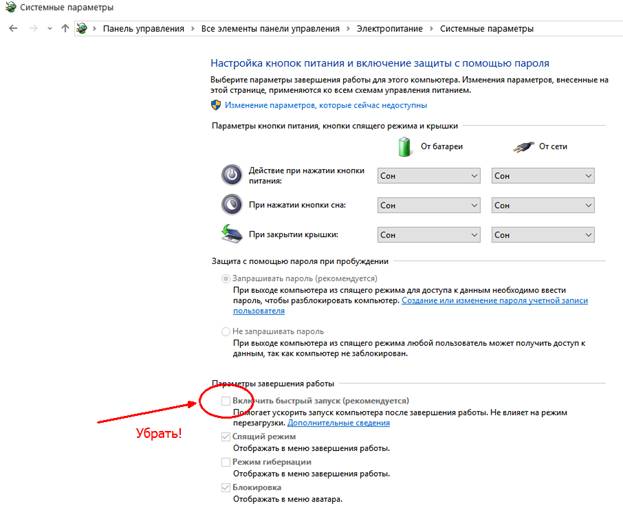 Системные параметры
Панель управления > Все элементы панели управления > Электропитание > Системные параметры
Настройка кнопок питания и включение защиты с помощью пароля
Выберите параметры завершения работы для этого компьютера. Изменения параметров, внесенные на
этой странице, применяются ко всем схемам управления питанием.
Изменение параметров, которые сейчас недоступны
Параметры кнопки питания, кнопки спящего режима и крышки
От батареи От сети
Действие при нажатии кнопки
питания: Сон Сон
При нажатии кнопки сна: Сон Сон
При закрытии крышки: Сон Сон
Защита с помощью пароля при пробуждении
Запрашивать пароль (рекомендуется)
При выходе компьютера из спящего режима для доступа к данным необходимо ввести
пароль, чтобы разблокировать компьютер. Создание или изменение пароля учетной записи
пользователя
Не запрашивать пароль
При выходе компьютера из спящего режима любой пользователь может получить доступ к
данным, так как компьютер не заблокирован.
Параметры завершения работы
Включить быстрый запуск (рекомендуется)
Помогает ускорить запуск компьютера после завершения работы. Не влияет на режим
перезагрузки. Дополнительные сведения
Убрать!
Спящий режим
Отображать в меню завершения работы.
Режим гибернации
Отображать в меню завершения работы.
Блокировка
Отображать в меню аватара.